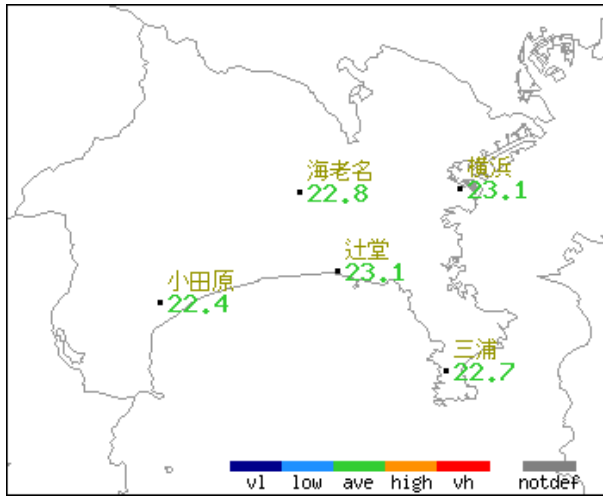 海老名
22.8
横浜
23.1
辻堂
23.1
小田原
22.4
三浦
22.7
vl low ave high vh notdef